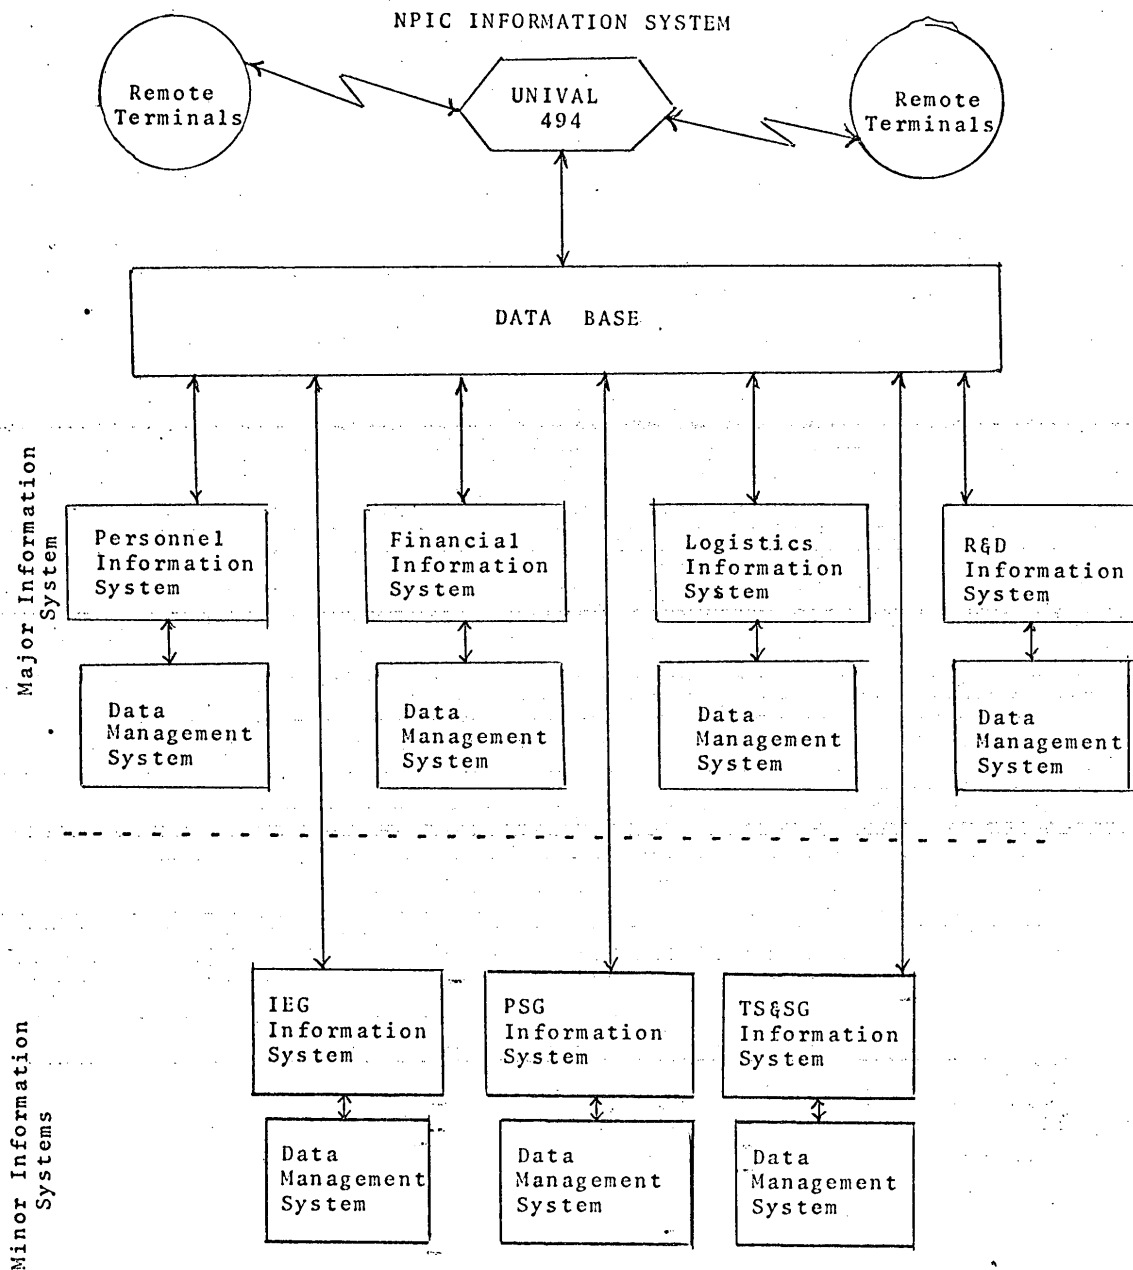 NPIC INFORMATION SYSTEM
Remote
Terminals
UNIVAL
494
Remote
Terminals
DATA BASE
Major Information
System
Personnel
Information
System
Financial
Information
System
Logistics
Information
System
R&D
Information
System
Data
Management
System
Data
Management
System
Data
Management
System
Data
Management
System
Minor Information
Systems
IEG
Information
System
PSG
Information
System
TS&SG
Information
System
Data
Management
System
Data
Management
System
Data
Management
System